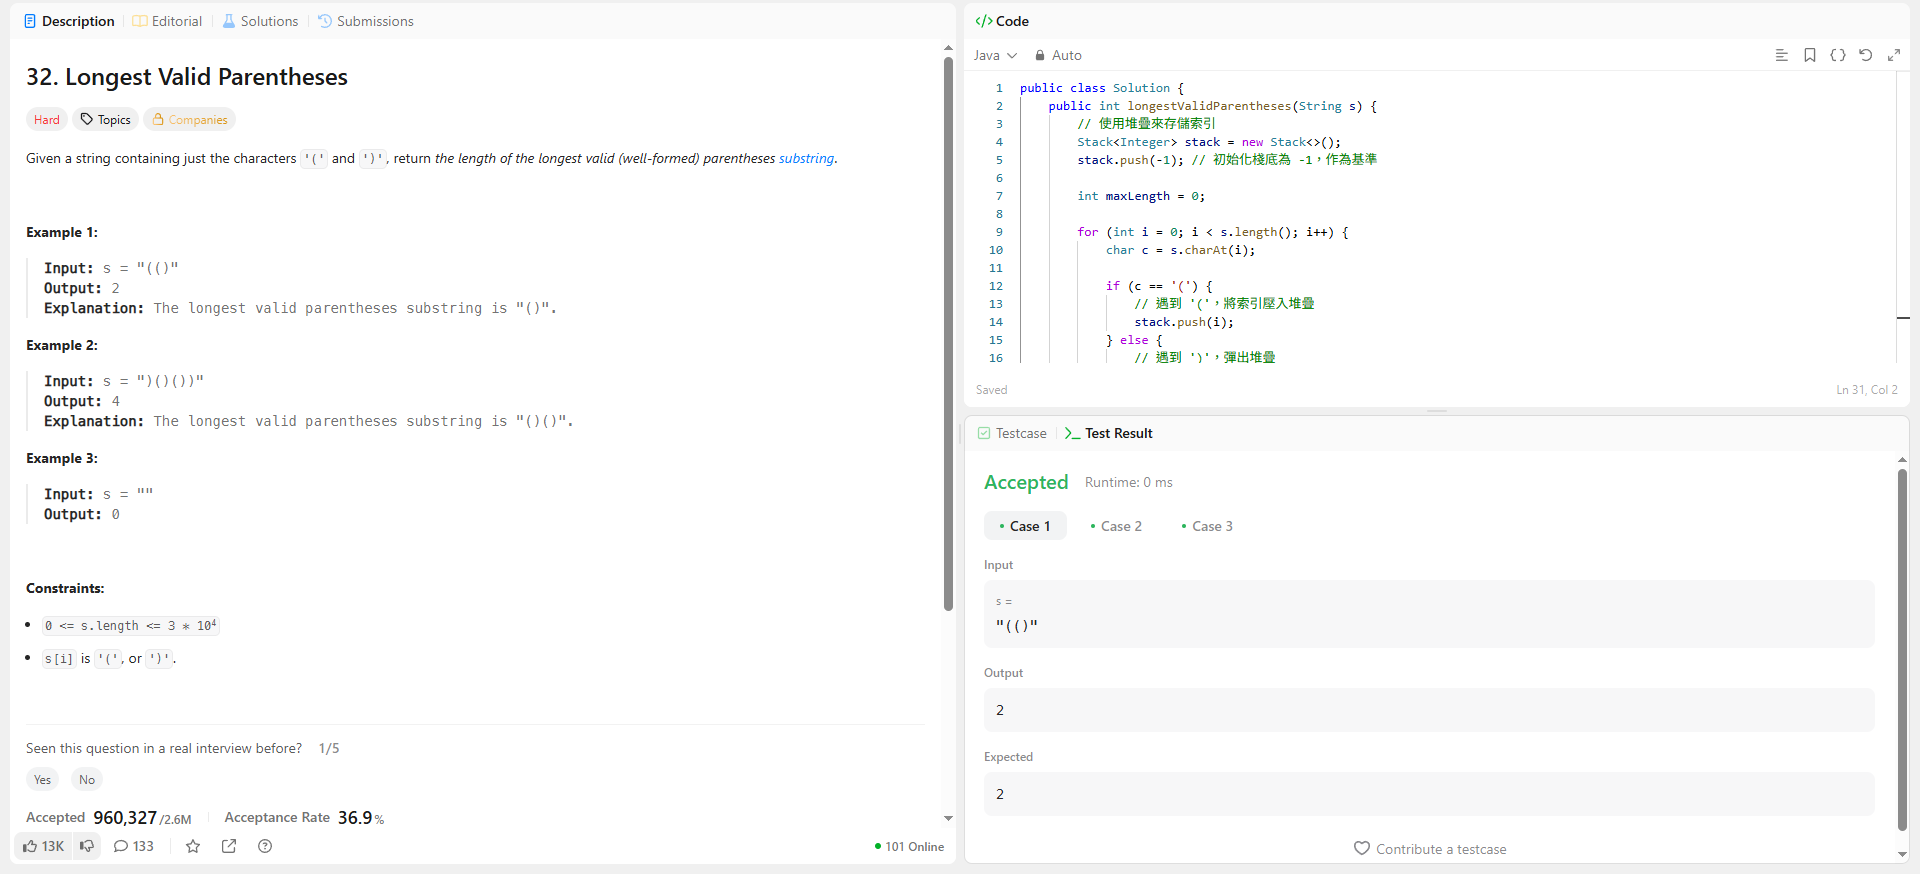 Description Editorial Solutions Submissions
32. Longest Valid Parentheses
Hard Topics Companies
Given a string containing just the characters '(' and ')', return the length of the longest valid (well-formed) parentheses substring.
Example 1:
Input: s = "(()"
Output: 2
Explanation: The longest valid parentheses substring is "()".
Example 2:
Input: s = ")()())"
Output: 4
Explanation: The longest valid parentheses substring is "()()".
Example 3:
Input: s = ""
Output: 0
Constraints:
0 <= s.length <= 3 * 10⁴
s[i] is '(', or ')'.
Seen this question in a real interview before? 1/5
Yes No
Accepted 960,327/2.6M Acceptance Rate 36.9%
13K 133 101 Online
</> Code
Java Auto
1 public class Solution {
2 public int longestValidParentheses(String s) {
3 // 使用堆疊來存儲索引
4 Stack<Integer> stack = new Stack<>();
5 stack.push(-1); // 初始化棧底為 -1，作為基準
6
7 int maxLength = 0;
8
9 for (int i = 0; i < s.length(); i++) {
10 char c = s.charAt(i);
11
12 if (c == '(') {
13 // 遇到 '('，將索引壓入堆疊
14 stack.push(i);
15 } else {
16 // 遇到 ')'，彈出堆疊
Saved Ln 31, Col 2
Testcase >_ Test Result
Accepted Runtime: 0 ms
Case 1 Case 2 Case 3
Input
s =
"(()"
Output
2
Expected
2
Contribute a testcase